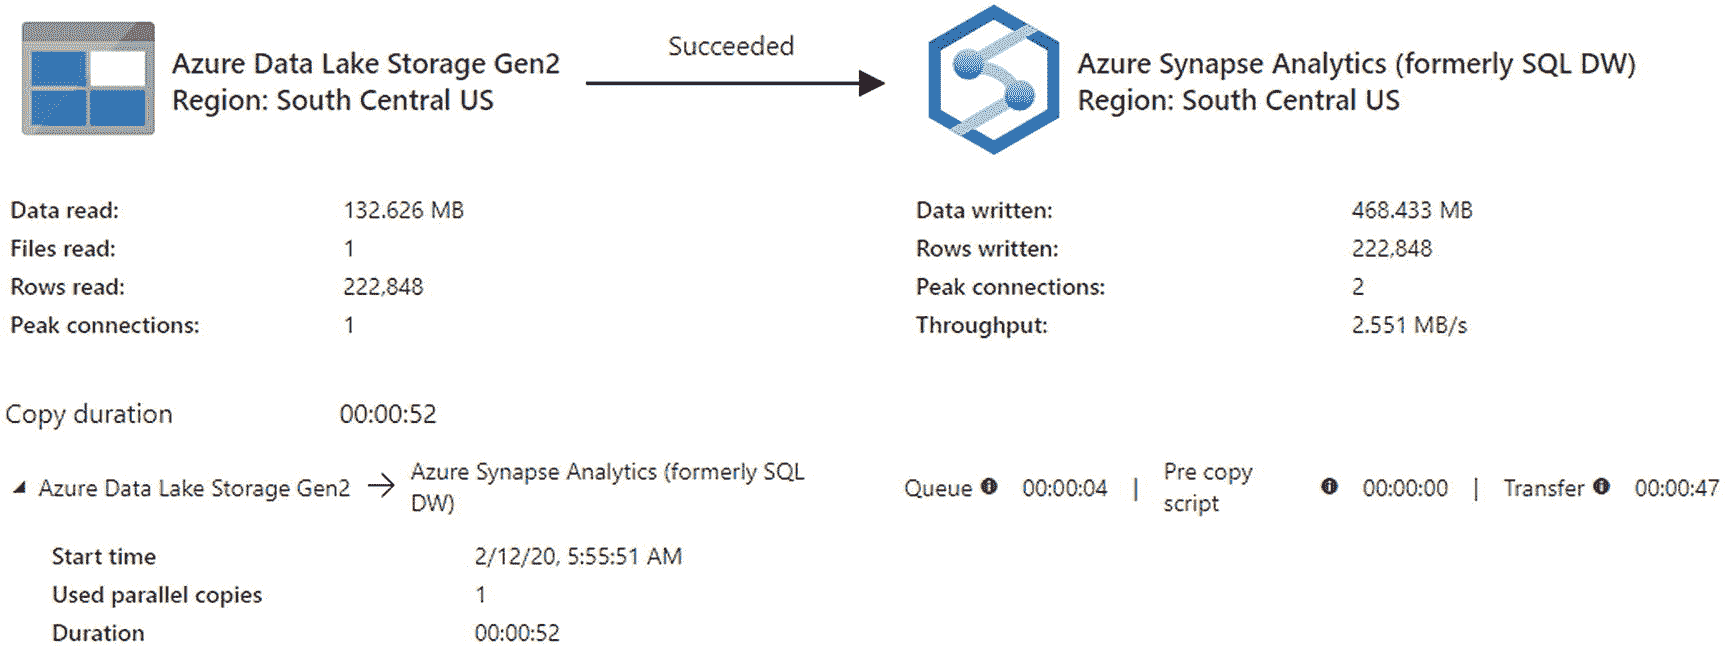 Azure Data Lake Storage Gen2
Region: South Central US
Succeeded
Azure Synapse Analytics (formerly SQL DW)
Region: South Central US
Data read: 132.626 MB
Files read: 1
Rows read: 222,848
Peak connections: 1
Data written: 468.433 MB
Rows written: 222,848
Peak connections: 2
Throughput: 2.551 MB/s
Copy duration 00:00:52
Azure Data Lake Storage Gen2 → Azure Synapse Analytics (formerly SQL
DW)
Queue 00:00:04 | Pre copy
script 00:00:00 | Transfer 00:00:47
Start time 2/12/20, 5:55:51 AM
Used parallel copies 1
Duration 00:00:52